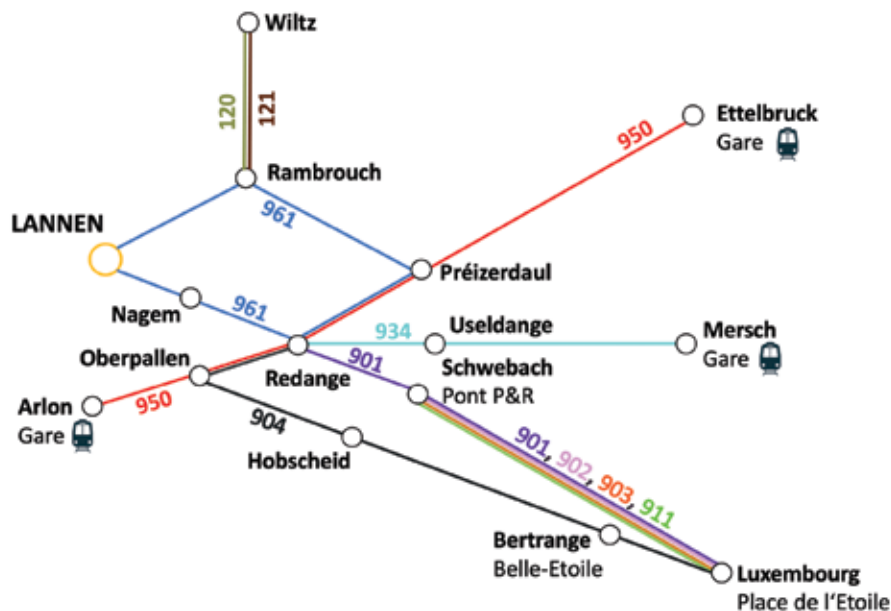 Wiltz
120
121
Ettelbruck
Gare
950
Rambrouch
961
LANNEN
Préizerdaul
Nagem
961
934
Useldange
Mersch
Gare
Oberpallen
Redange
901
Schwebach
Pont P&R
Arlon
Gare
950
904
Hobscheid
901, 902, 903, 911
Bertrange
Belle-Etoile
Luxembourg
Place de l'Etoile